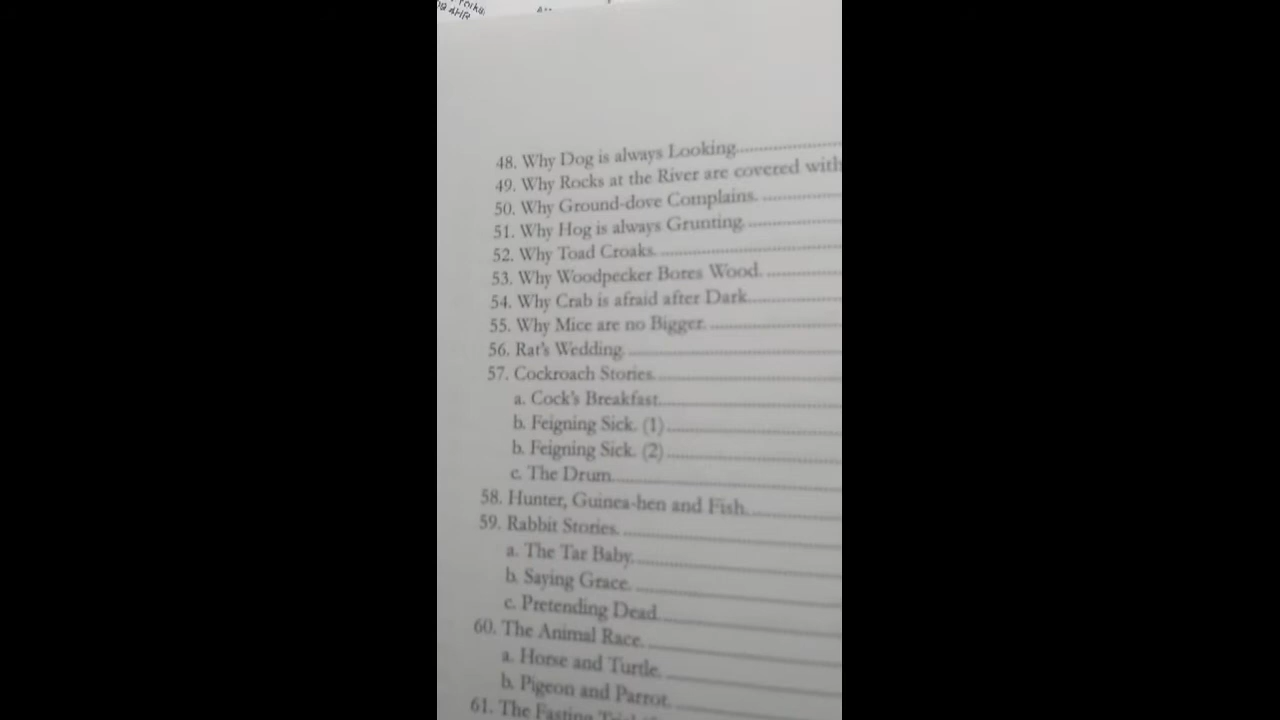 4HR
48. Why Dog is always Looking
49. Why Rocks at the River are covered with
50. Why Ground-dove Complains.
51. Why Hog is always Grunting.
52. Why Toad Croaks.
53. Why Woodpecker Bores Wood.
54. Why Crab is afraid after Dark
55. Why Mice are no Bigger.
56. Rat's Wedding.
57. Cockroach Stories.
a. Cock's Breakfast.
b. Feigning Sick. (1)
b. Feigning Sick. (2)
c. The Drum.
58. Hunter, Guinea-hen and Fish.
59. Rabbit Stories.
a. The Tar Baby.
b. Saying Grace.
c. Pretending Dead.
60. The Animal Race.
a. Horse and Turtle.
b. Pigeon and Parrot.
61. The Fasting